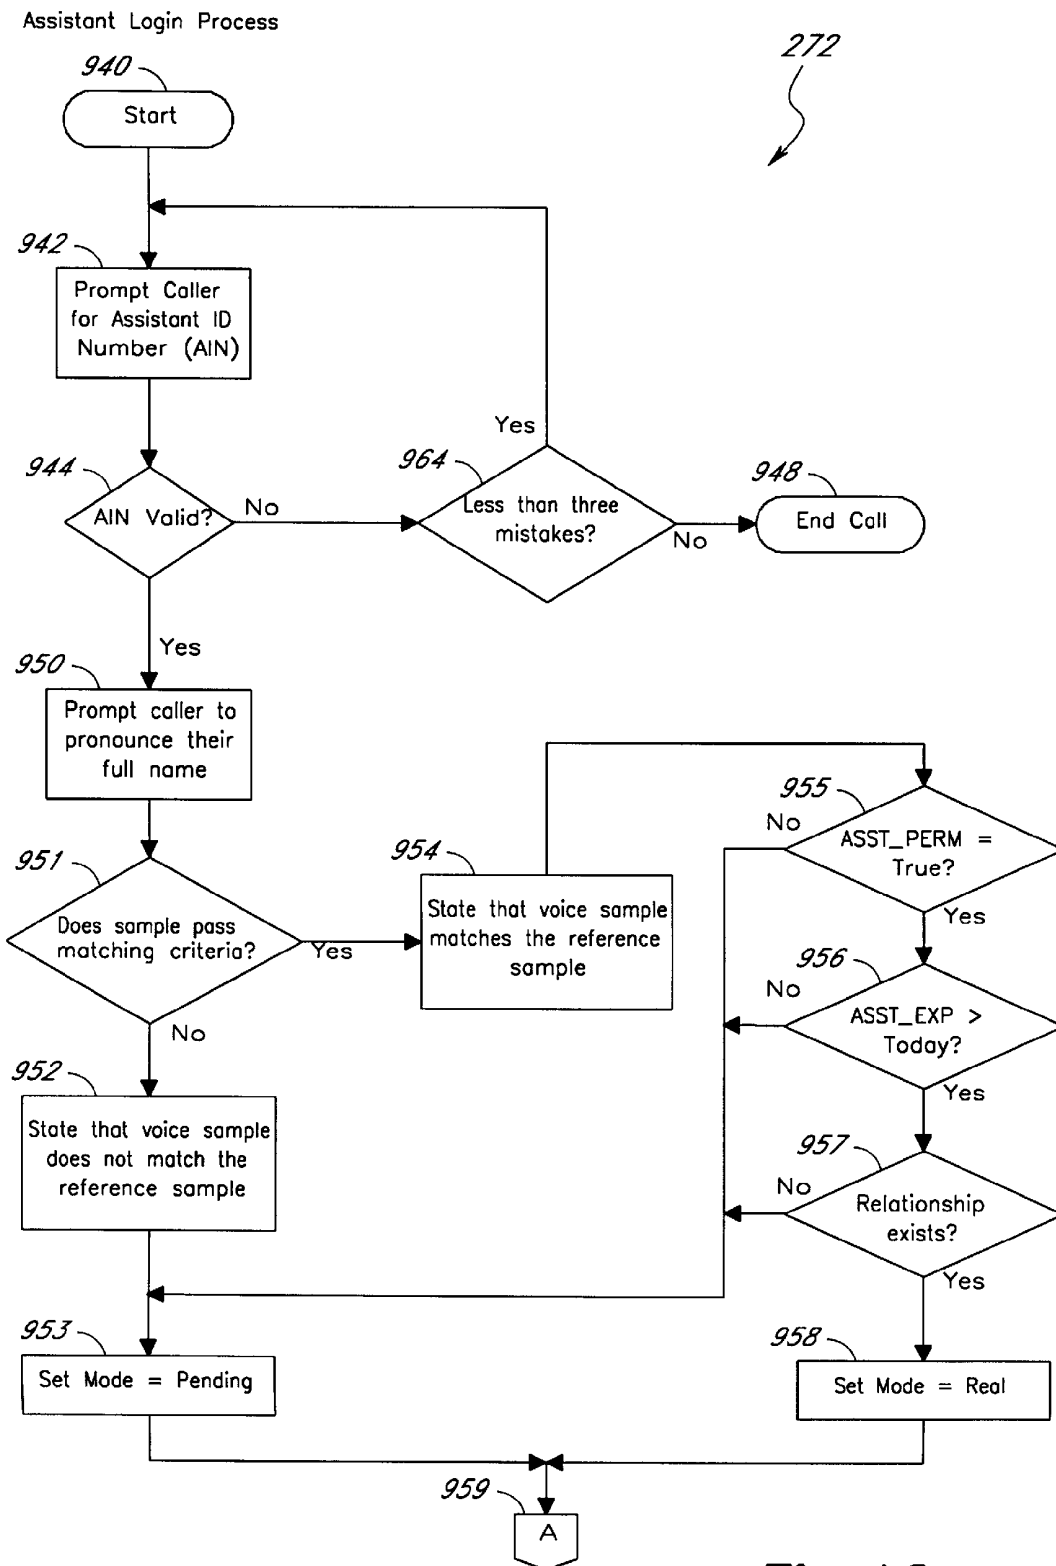 Assistant Login Process
272
940
Start
942
Prompt Caller
for Assistant ID
Number (AIN)
Yes
944
AIN Valid?
No
964
Less than three
mistakes?
No
948
End Call
Yes
950
Prompt caller to
pronounce their
full name
955
No
ASST_PERM =
True?
Yes
951
Does sample pass
matching criteria?
Yes
954
State that voice sample
matches the reference
sample
956
No
ASST_EXP >
Today?
Yes
No
952
State that voice sample
does not match the
reference sample
957
No
Relationship
exists?
Yes
953
Set Mode = Pending
958
Set Mode = Real
959
A